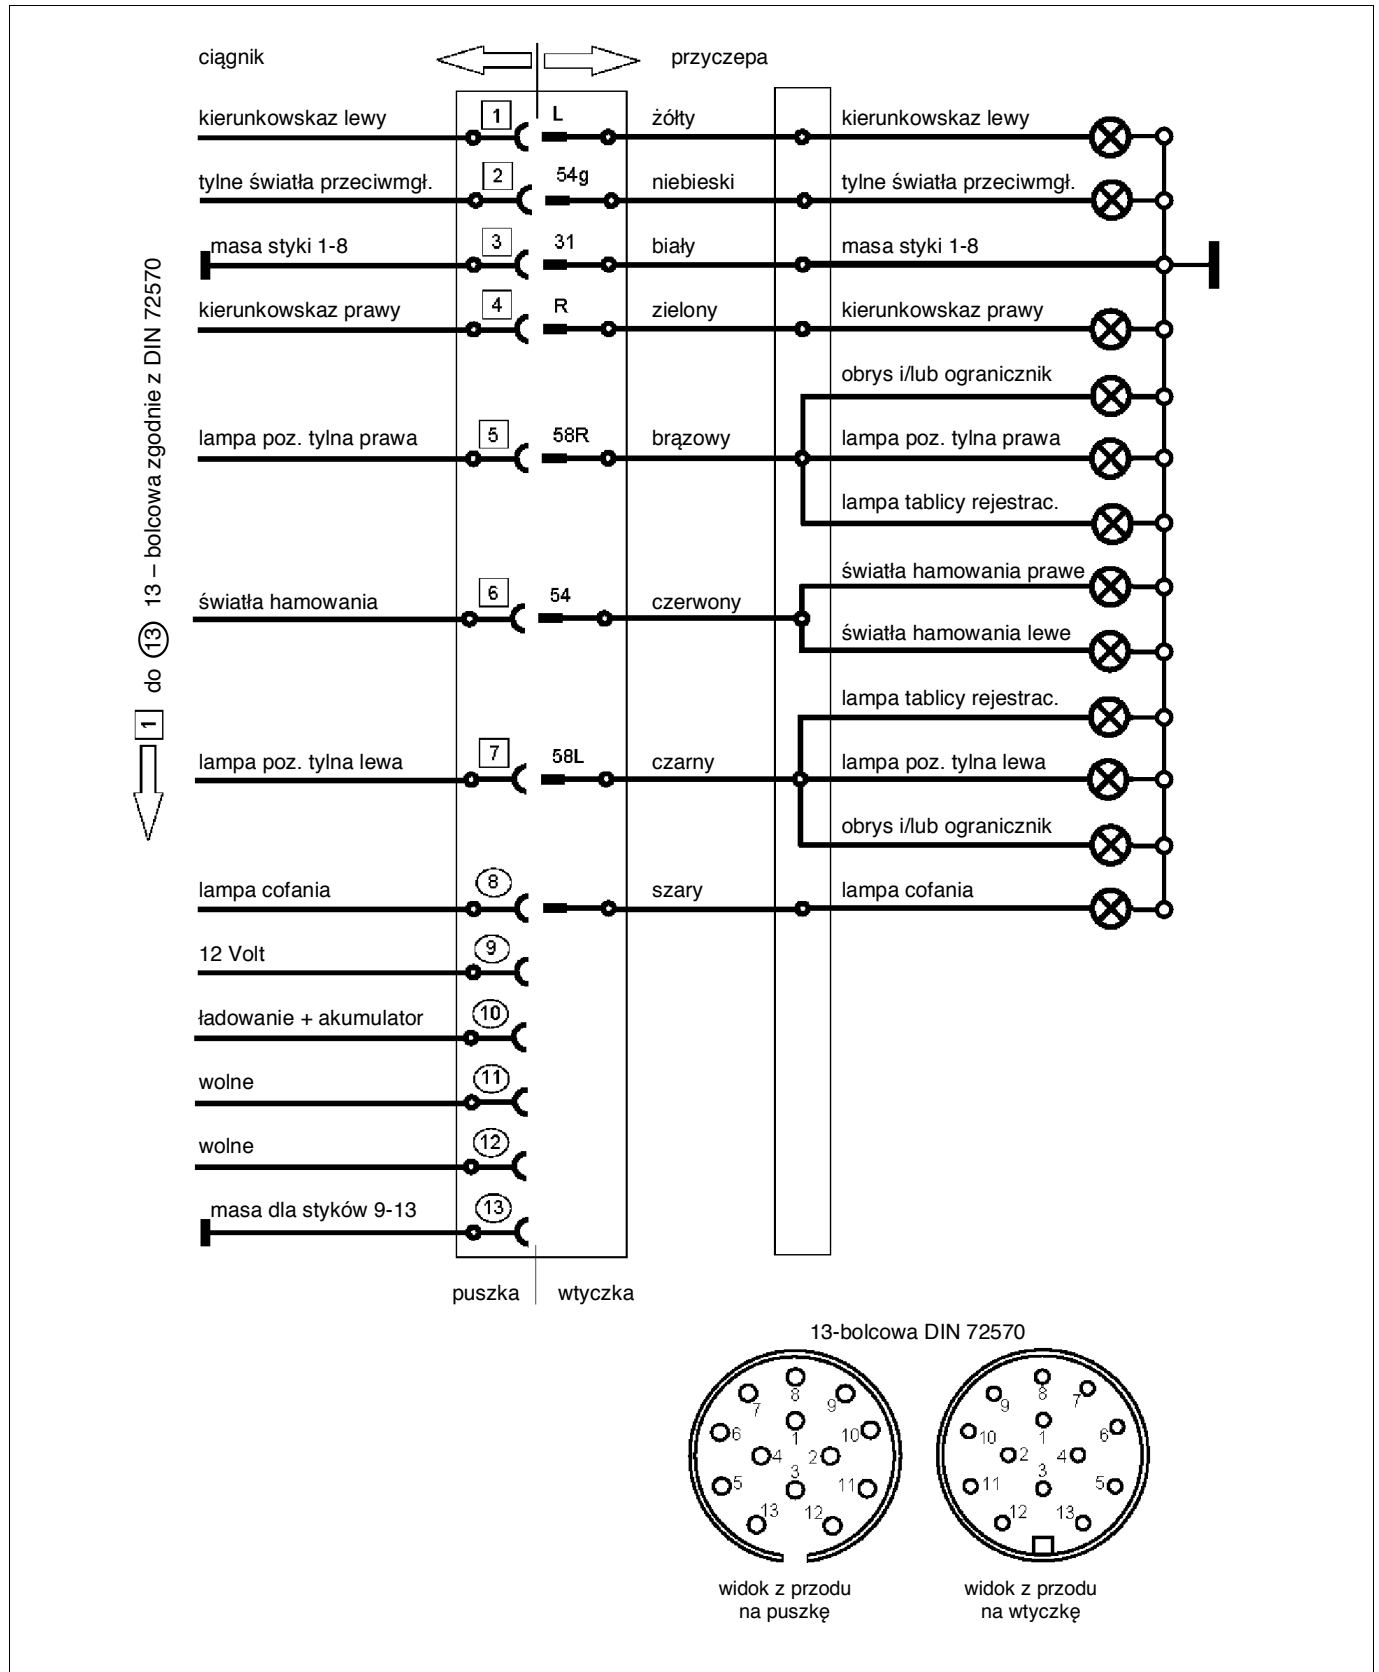 ciągnik przyczepa
kierunkowskaz lewy 1 L żółty kierunkowskaz lewy
tylne światła przeciwmgł. 2 54g niebieski tylne światła przeciwmgł.
masa styki 1-8 3 31 biały masa styki 1-8
kierunkowskaz prawy 4 R zielony kierunkowskaz prawy
obrys i/lub ogranicznik
lampa poz. tylna prawa 5 58R brązowy lampa poz. tylna prawa
lampa tablicy rejestrac.
światła hamowania prawe
światła hamowania 6 54 czerwony
światła hamowania lewe
lampa tablicy rejestrac.
lampa poz. tylna lewa 7 58L czarny lampa poz. tylna lewa
obrys i/lub ogranicznik
lampa cofania 8 szary lampa cofania
12 Volt 9
ładowanie + akumulator 10
wolne 11
wolne 12
masa dla styków 9-13 13
puszka wtyczka
1 do 13 13 – bolcowa zgodnie z DIN 72570
13-bolcowa DIN 72570
8
7 9
1
6 10
4 2
3
5 11
13 12
widok z przodu
na puszkę
8
9 7
1
10 6
2 4
3
11 5
12 13
widok z przodu
na wtyczkę